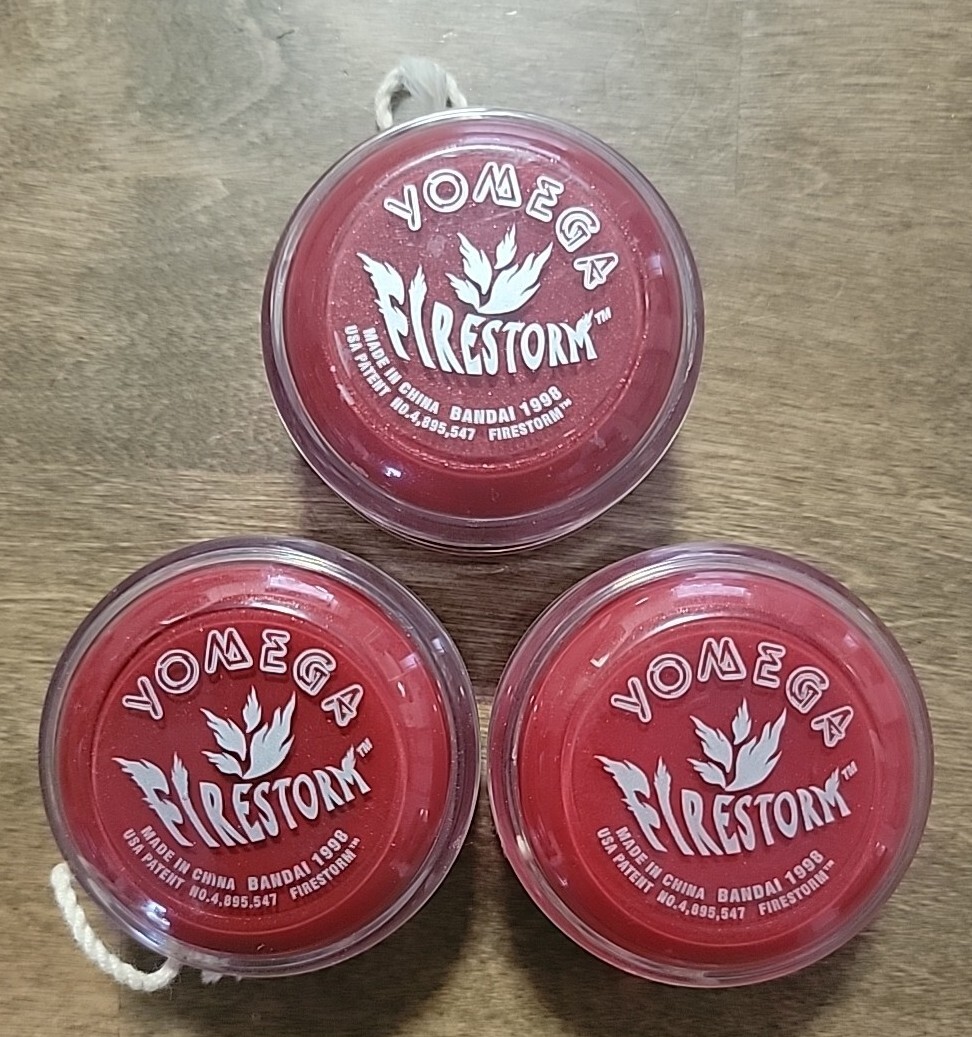 YOMEGA
FIRESTORM™
MADE IN CHINA BANDAI 1998
USA PATENT NO.4,895,547 FIRESTORM™
YOMEGA
FIRESTORM™
MADE IN CHINA BANDAI 1998
USA PATENT NO.4,895,547 FIRESTORM™
YOMEGA
FIRESTORM™
MADE IN CHINA BANDAI 1998
USA PATENT NO.4,895,547 FIRESTORM™